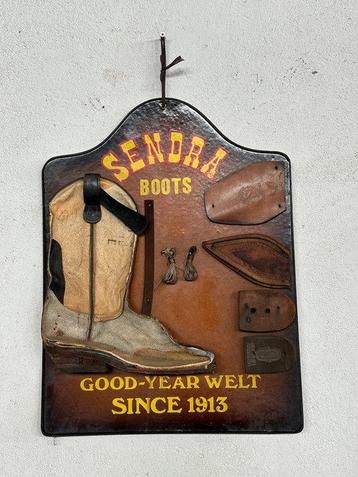 SENDRA
BOOTS
GOOD-YEAR WELT
SINCE 1913